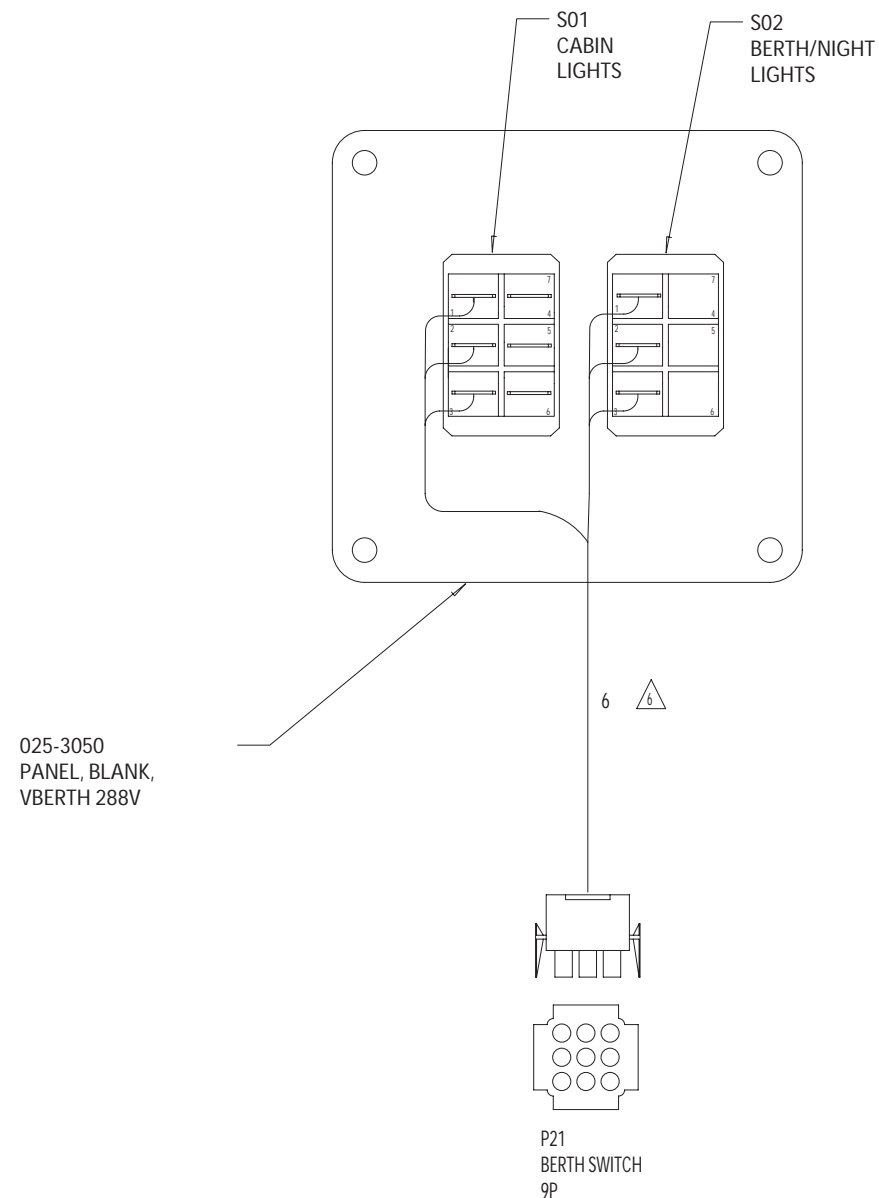 S01
CABIN
LIGHTS
S02
BERTH/NIGHT
LIGHTS
7
1
4
2
5
3
6
7
1
4
2
5
3
6
6
6
025-3050
PANEL, BLANK,
VBERTH 288V
P21
BERTH SWITCH
9P